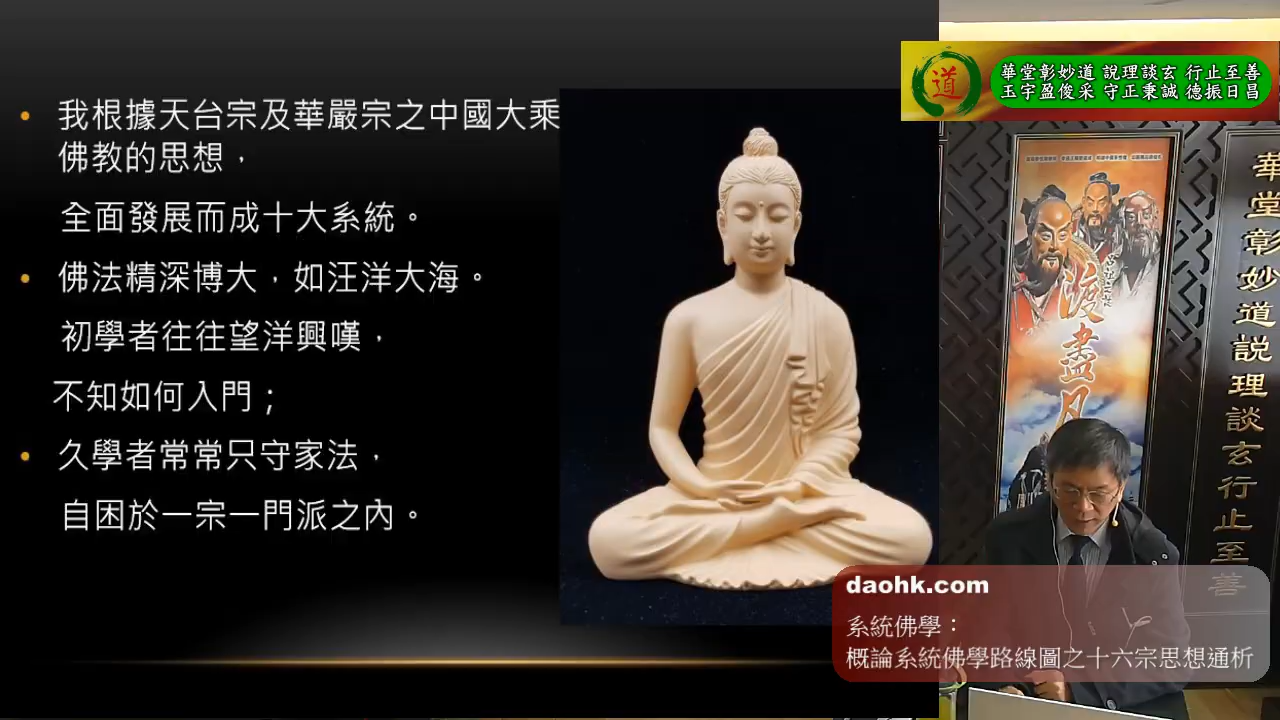 我根據天台宗及華嚴宗之中國大乘
佛教的思想，
全面發展而成十大系統。
佛法精深博大，如汪洋大海。
初學者往往望洋興嘆，
不知如何入門；
久學者常常只守家法，
自困於一宗一門派之內。
道
華堂彰妙道 說理談玄 行止至善
玉宇盈俊采 守正秉誠 德振日昌
渡盡凡
華堂彰妙道說理談玄行止至善
daohk.com
系統佛學：
概論系統佛學路線圖之十六宗思想通析